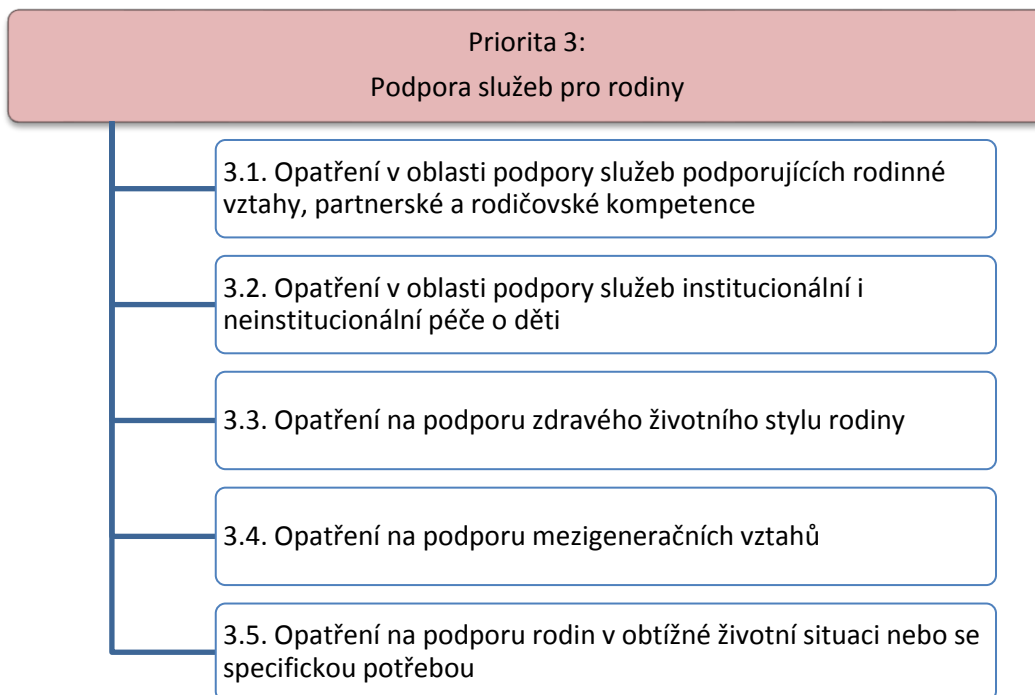 Priorita 3:
Podpora služeb pro rodiny
3.1. Opatření v oblasti podpory služeb podporujících rodinné
vztahy, partnerské a rodičovské kompetence
3.2. Opatření v oblasti podpory služeb institucionální i
neinstitucionální péče o děti
3.3. Opatření na podporu zdravého životního stylu rodiny
3.4. Opatření na podporu mezigeneračních vztahů
3.5. Opatření na podporu rodin v obtížné životní situaci nebo se
specifickou potřebou